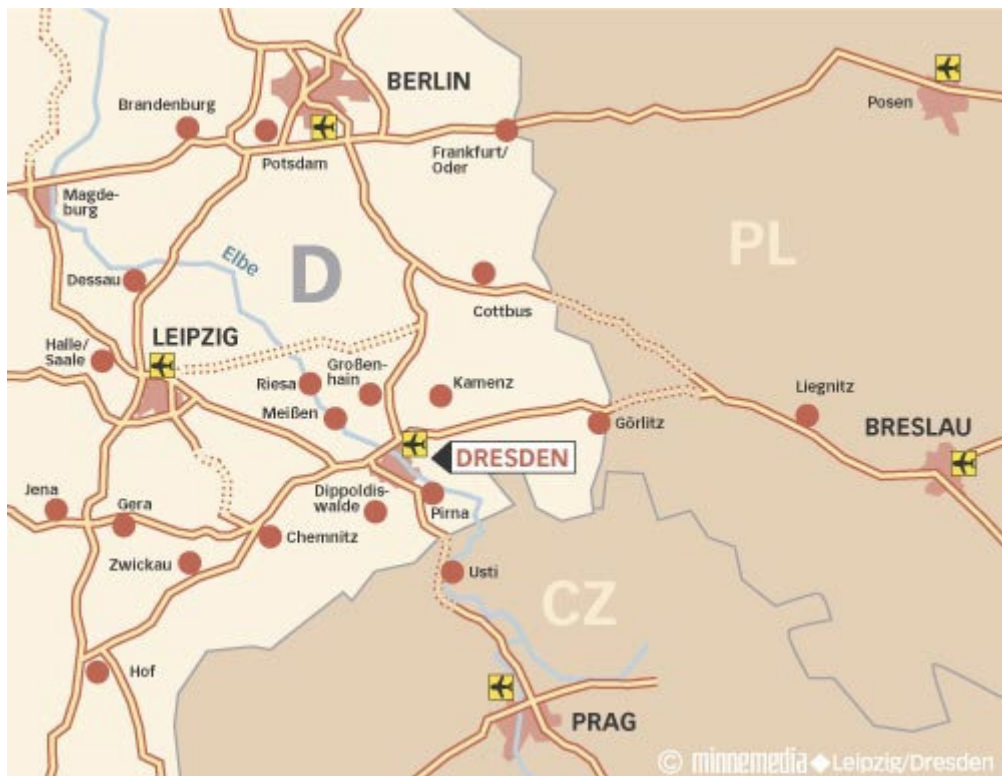 BERLIN
Brandenburg
Posen
Potsdam
Frankfurt/
Oder
Magde-
burg
PL
Elbe
D
Dessau
Cottbus
LEIPZIG
Halle/
Saale
Großen-
hain
Riesa
Kamenz
Liegnitz
Meißen
Görlitz
BRESLAU
DRESDEN
Jena
Gera
Dippoldis-
walde
Pirna
Chemnitz
Zwickau
Usti
CZ
Hof
PRAG
© minnemedia ◆ Leipzig/Dresden